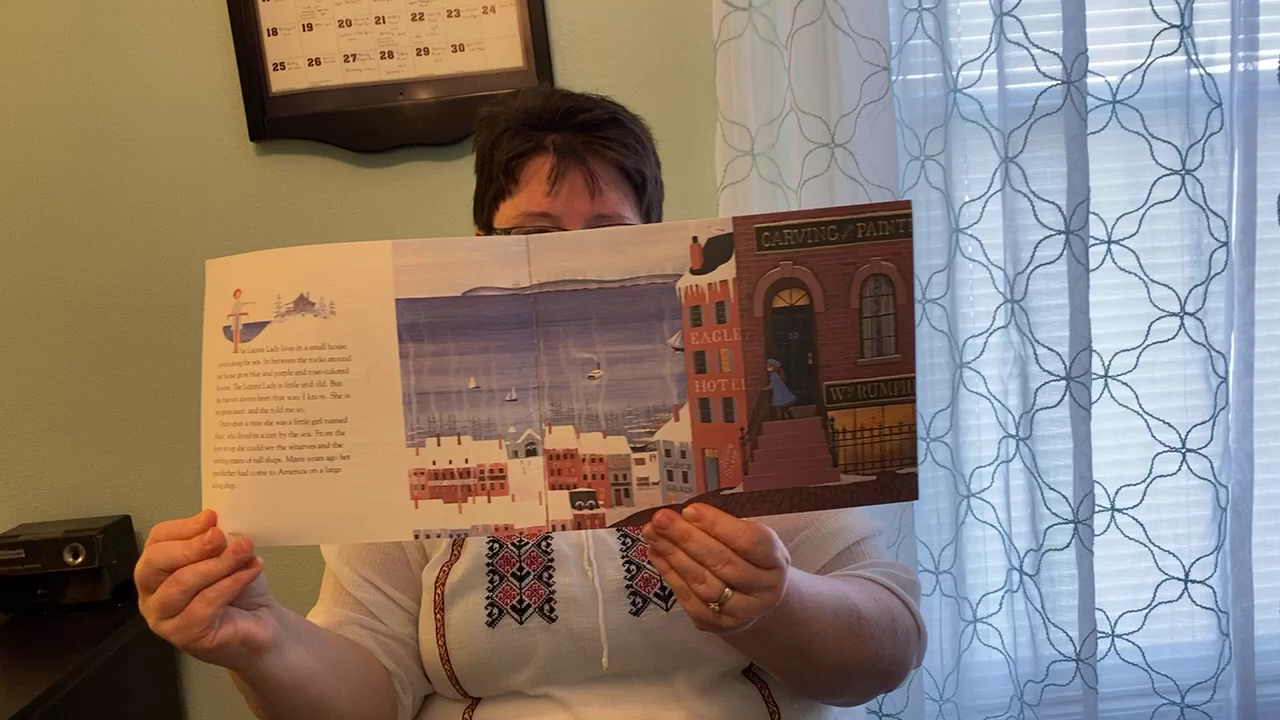 18 19 20 21 22 23 24
25 26 27 28 29 30
CARVING AND PAINT
EAGLE
HOTEL
WM RUMPH
The Lupine Lady lives in a small house
overlooking the sea. In between the rocks around
her house grow blue and purple and rose-colored
flowers. The Lupine Lady is little and old. But
she has not always been that way. I know. She is
my great-aunt, and she told me so.
Once upon a time she was a little girl named
Alice, who lived in a city by the sea. From the
front stoop she could see the wharves and the
bristling masts of tall ships. Many years ago her
grandfather had come to America on a large
sailing ship.